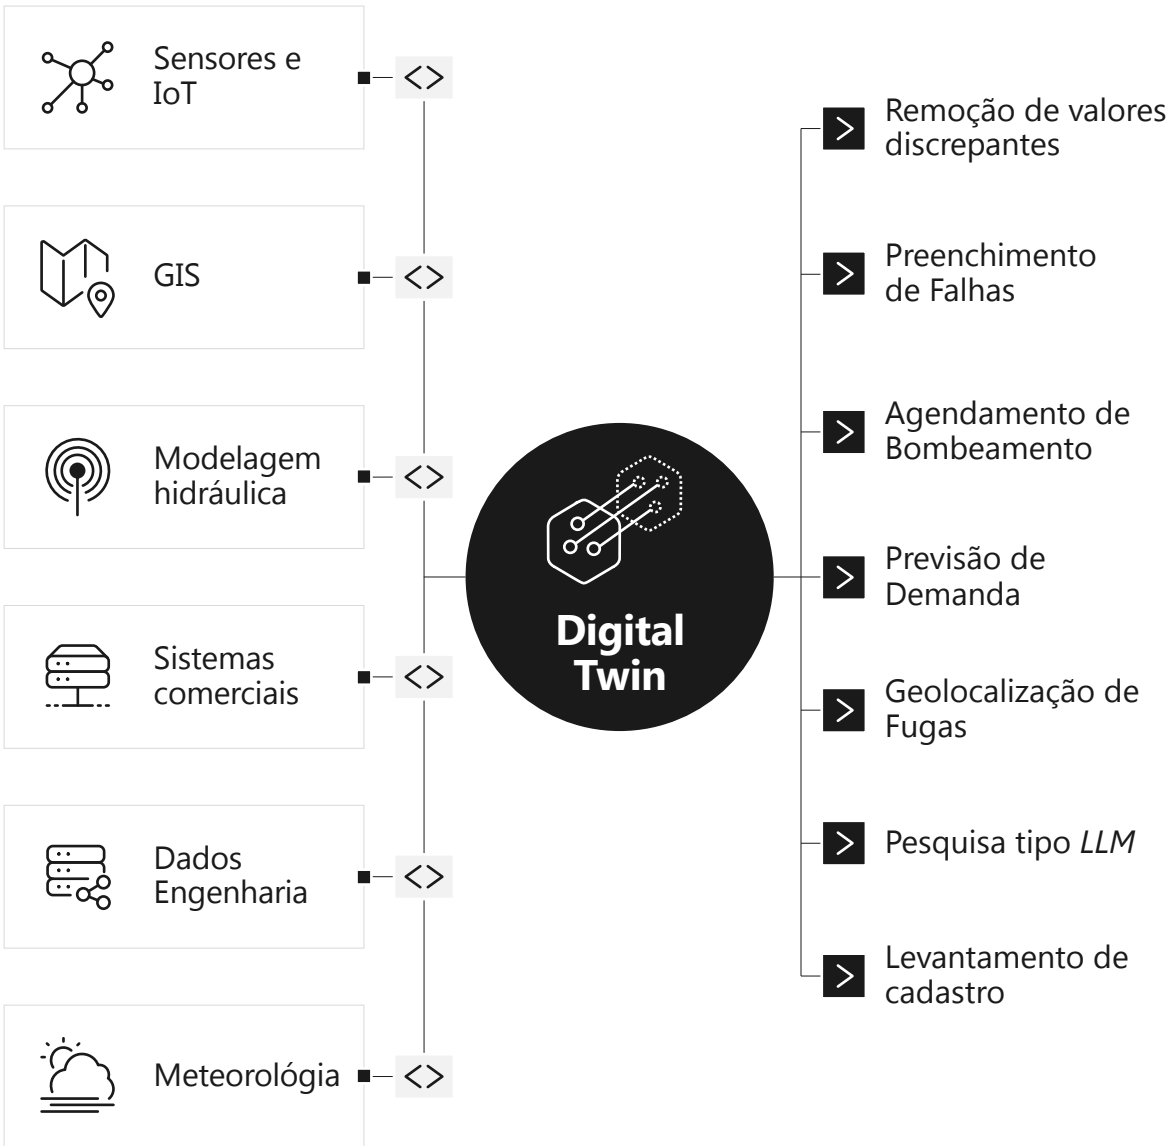 Sensores e
IoT
GIS
Modelagem
hidráulica
Sistemas
comerciais
Dados
Engenharia
Meteorológia
Digital
Twin
Remoção de valores
discrepantes
Preenchimento
de Falhas
Agendamento de
Bombeamento
Previsão de
Demanda
Geolocalização de
Fugas
Pesquisa tipo LLM
Levantamento de
cadastro